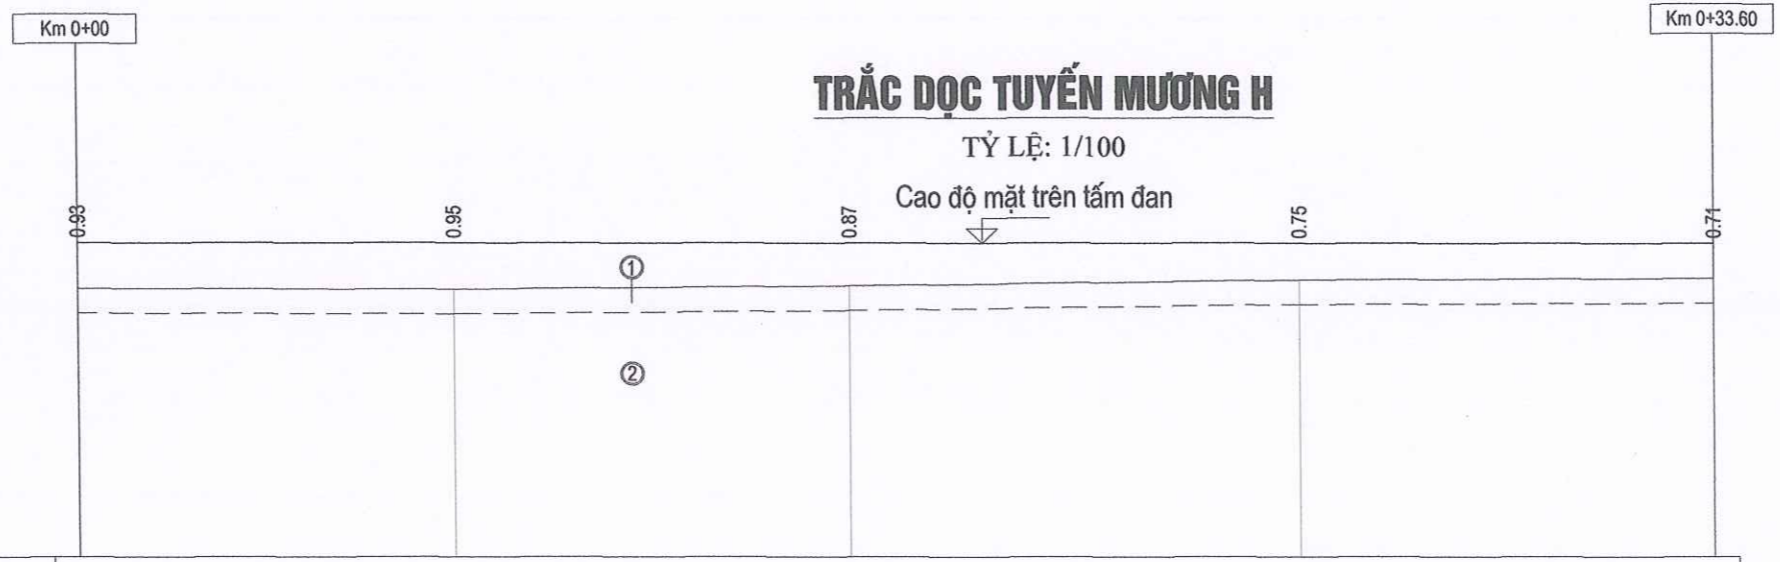 Km 0+00
Km 0+33.60
TRẮC DỌC TUYẾN MƯƠNG H
TỶ LỆ: 1/100
Cao độ mặt trên tấm đan
0.93
0.95
0.87
0.75
0.71
①
②